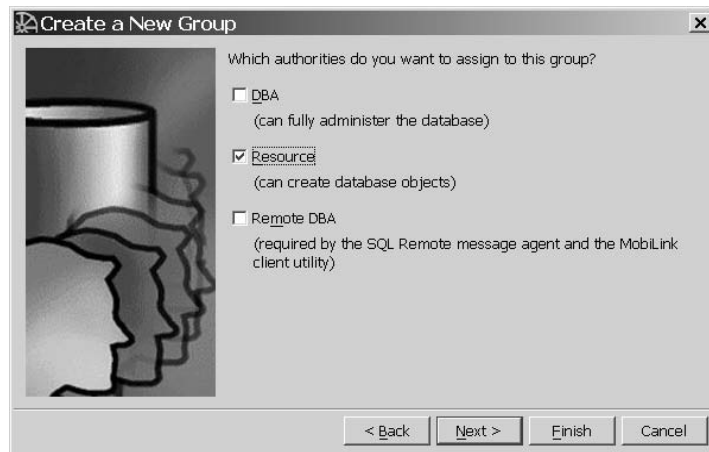 Create a New Group
Which authorities do you want to assign to this group?
DBA
(can fully administer the database)
Resource
(can create database objects)
Remote DBA
(required by the SQL Remote message agent and the MobiLink
client utility)
< Back Next > Finish Cancel